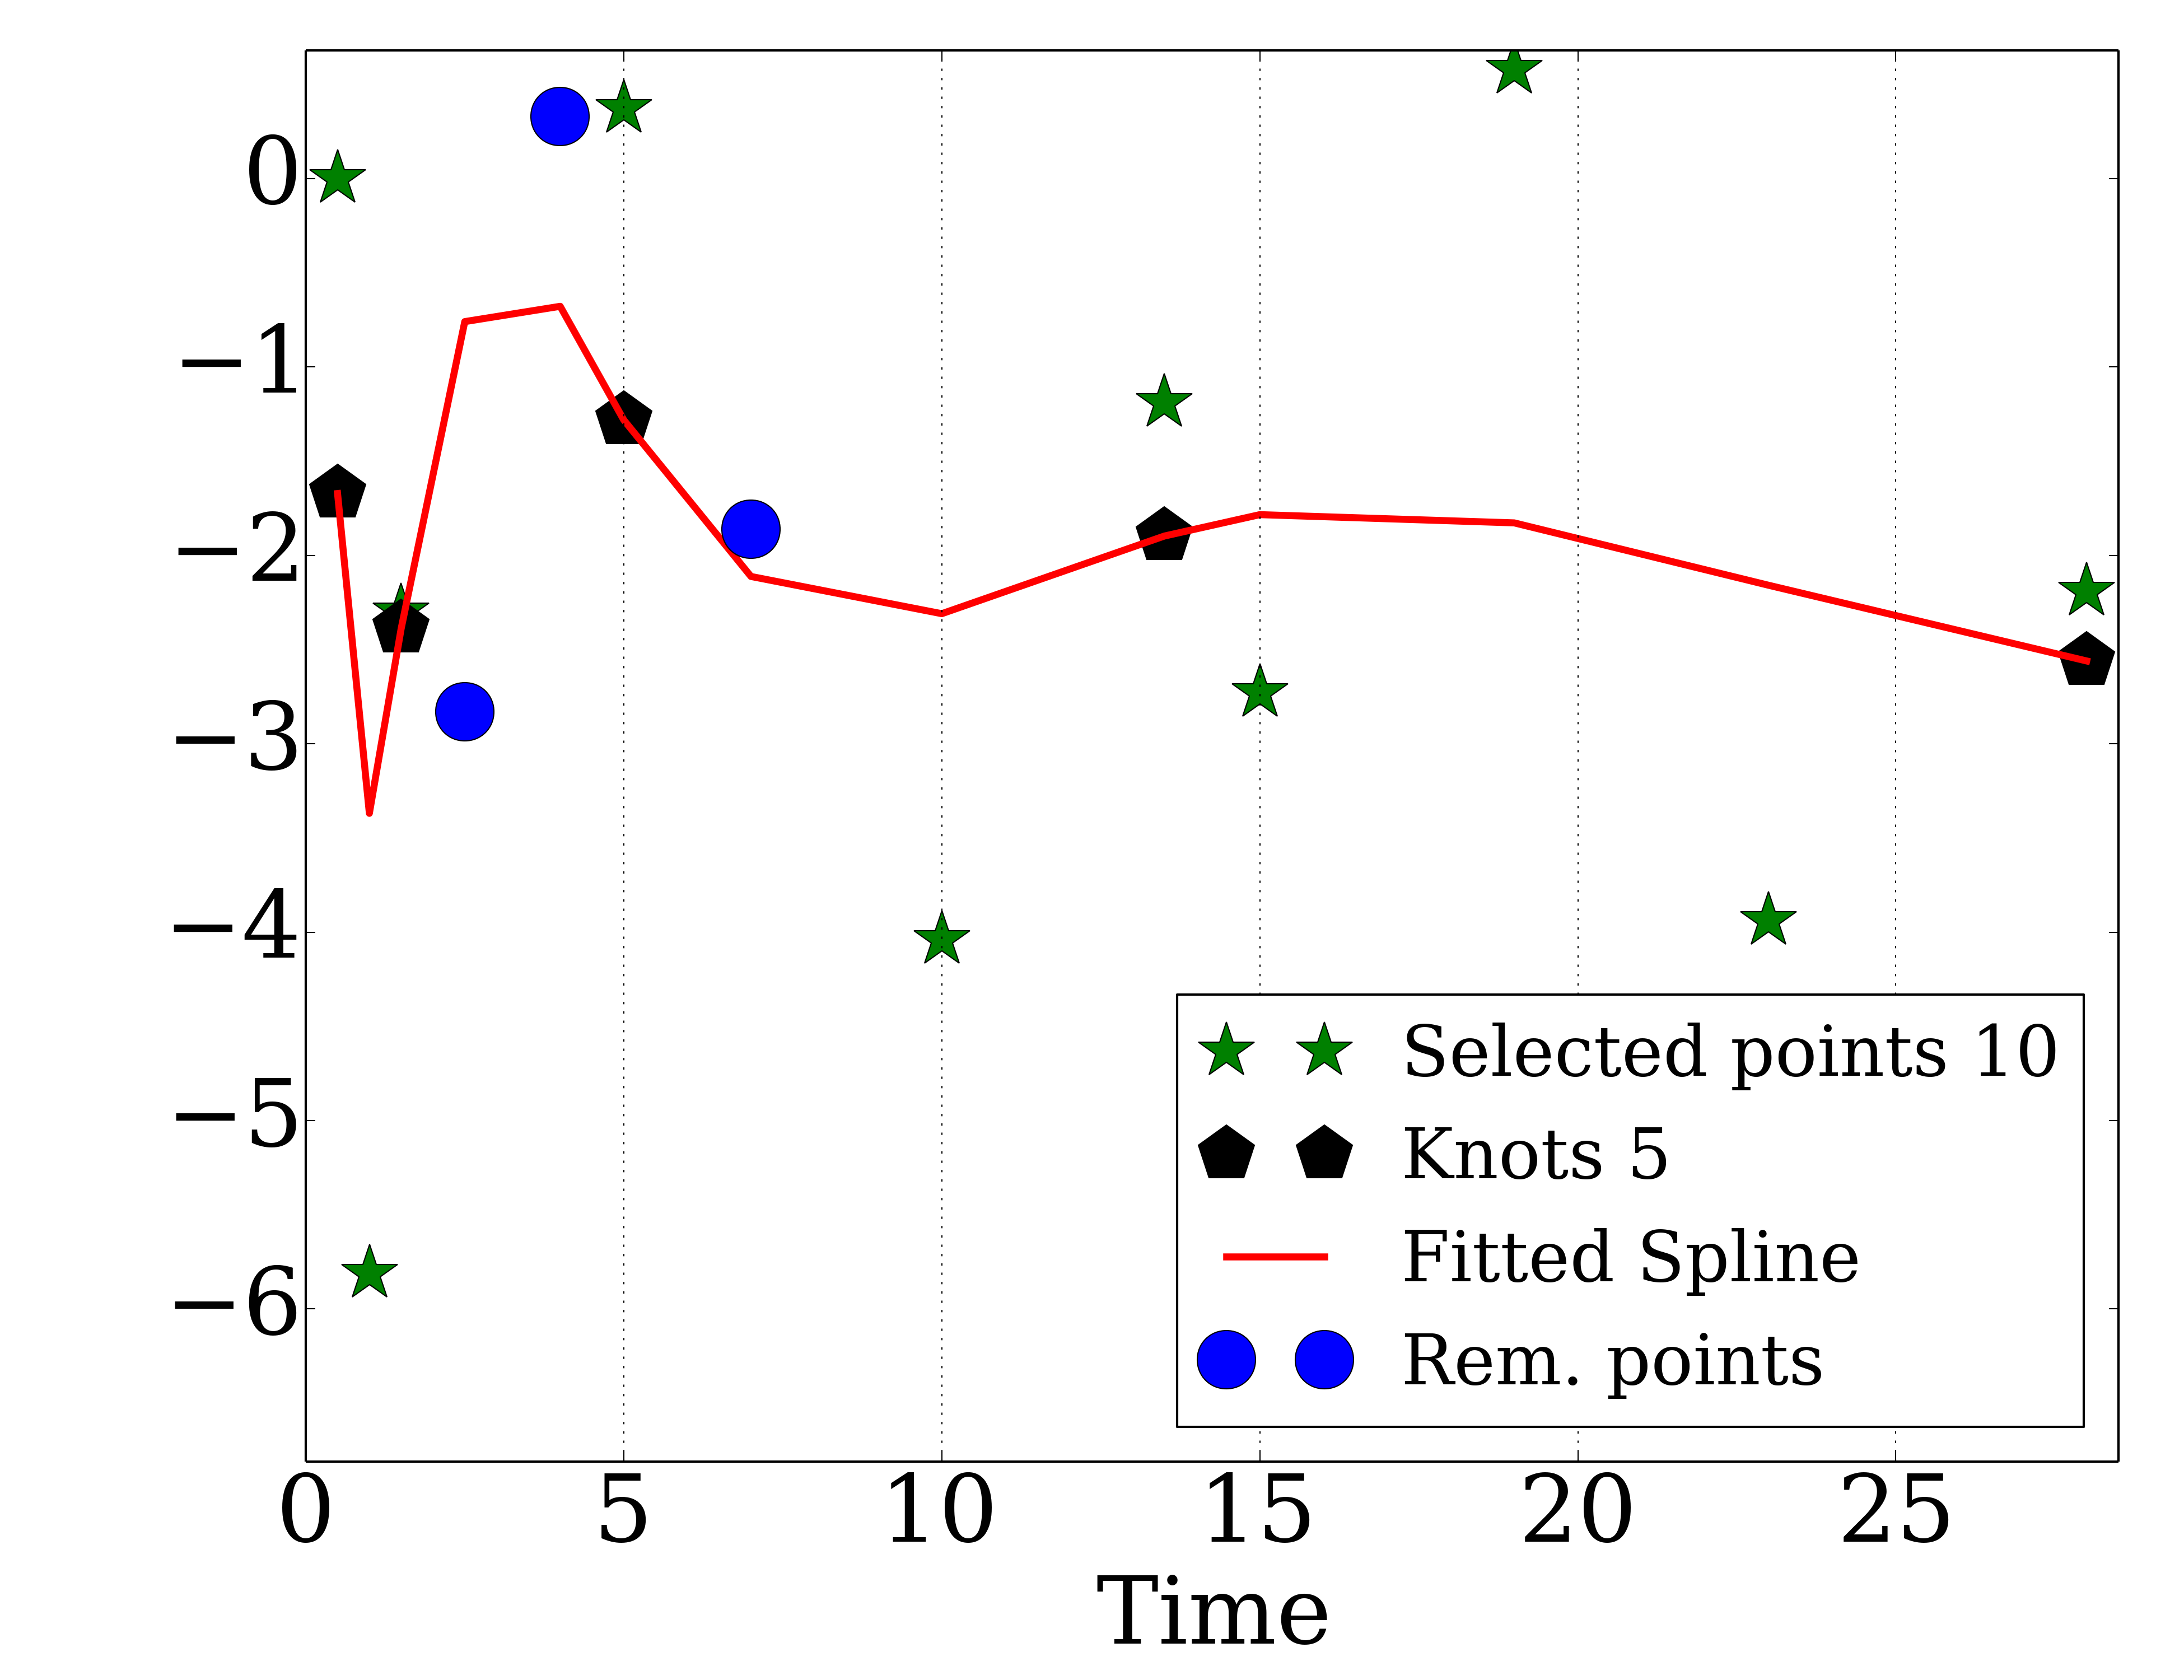 0
−1
−2
−3
−4
−5
−6
Selected points 10
Knots 5
Fitted Spline
Rem. points
0 5 10 15 20 25
Time